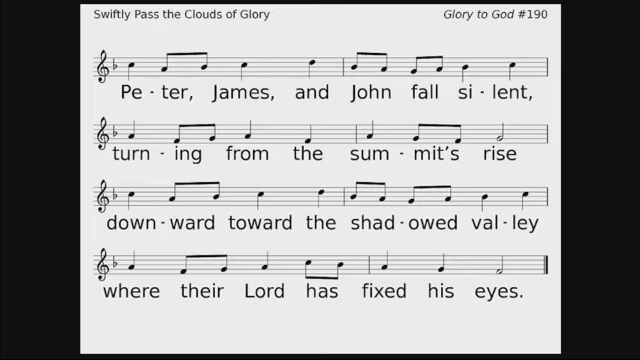 Swiftly Pass the Clouds of Glory Glory to God #190
Pe - ter, James, and John fall si - lent,
turn - ing from the sum - mit's rise
down - ward toward the shad - owed val - ley
where their Lord has fixed his eyes.